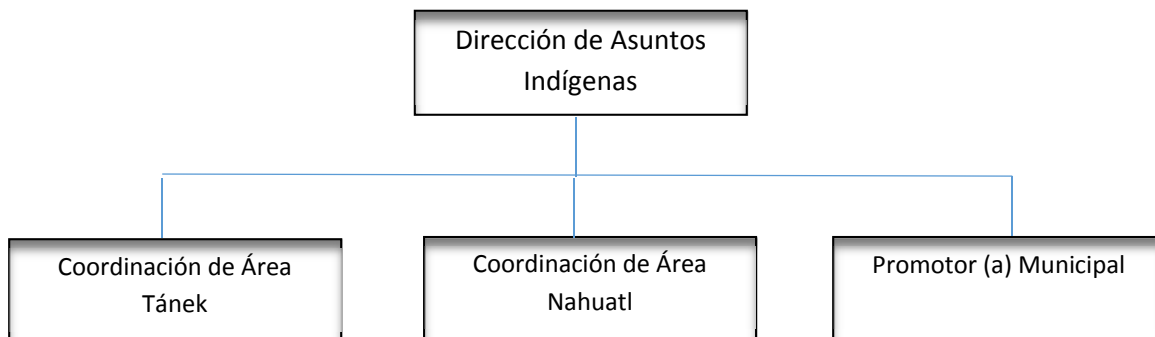 Dirección de Asuntos
Indígenas
Coordinación de Área
Tánek
Coordinación de Área
Nahuatl
Promotor (a) Municipal